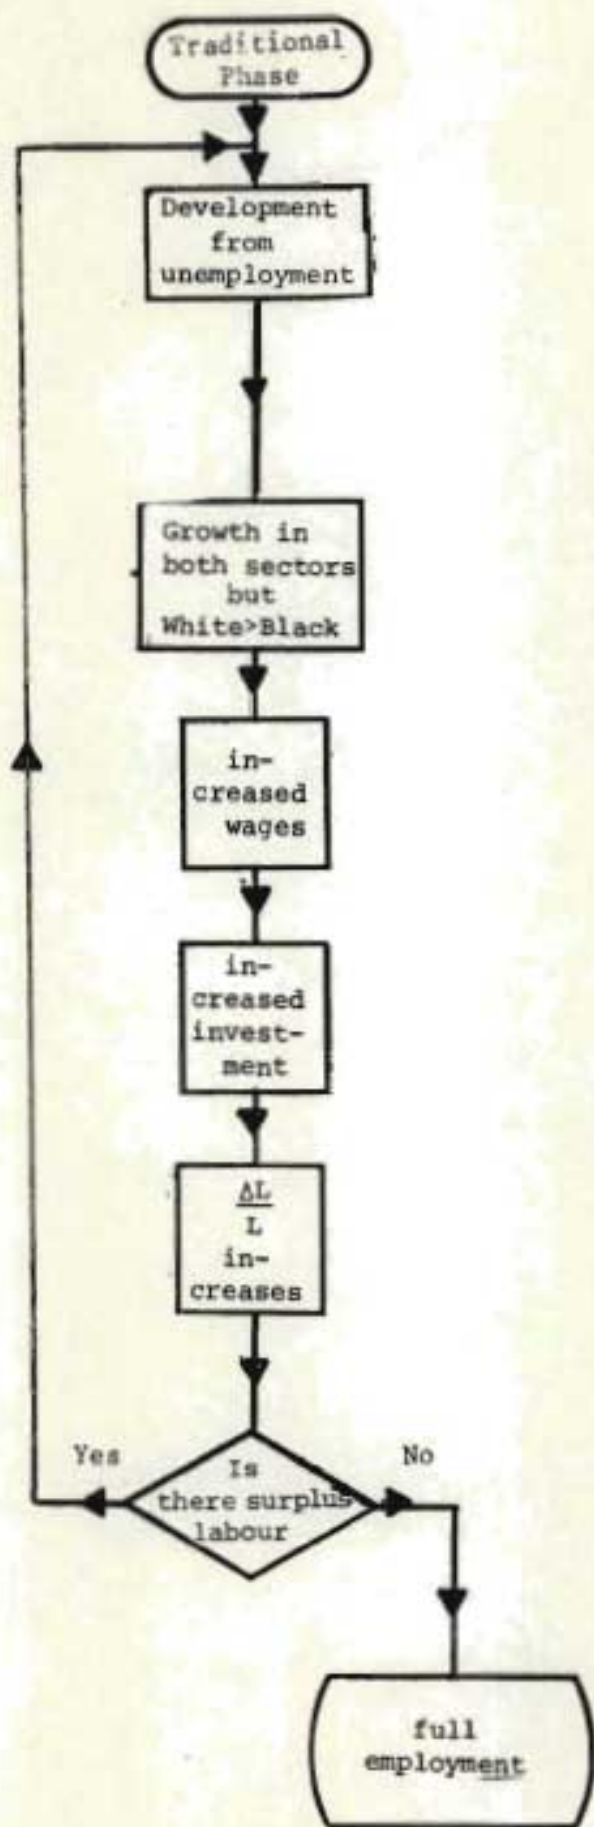 Traditional
Phase
Development
from
unemployment
Growth in
both sectors
but
White>Black
in-
creased
wages
in-
creased
invest-
ment
ΔL
L
in-
creases
Yes
Is
there surplus
labour
No
full
employment